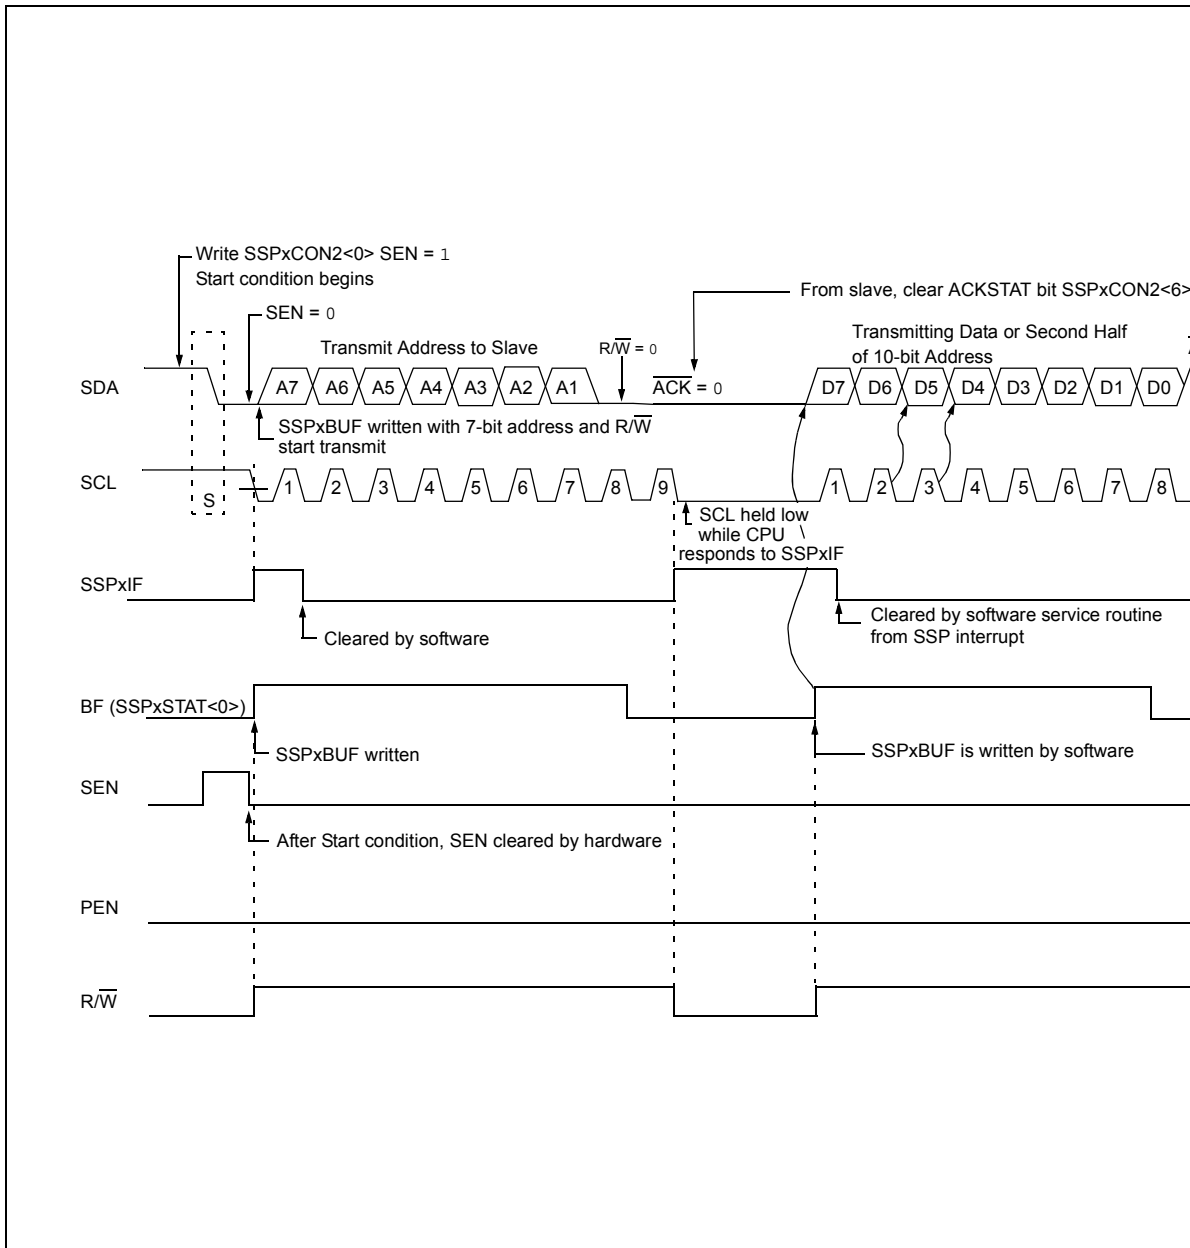 Write SSPxCON2<0> SEN = 1
Start condition begins
From slave, clear ACKSTAT bit SSPxCON2<6>
SEN = 0
Transmit Address to Slave
R/W̅ = 0
Transmitting Data or Second Half
of 10-bit Address
SDA
A7 A6 A5 A4 A3 A2 A1
A̅C̅K̅ = 0
D7 D6 D5 D4 D3 D2 D1 D0
SSPxBUF written with 7-bit address and R/W̅
start transmit
SCL
S
1 2 3 4 5 6 7 8 9
1 2 3 4 5 6 7 8
SCL held low
while CPU
responds to SSPxIF
SSPxIF
Cleared by software
Cleared by software service routine
from SSP interrupt
BF (SSPxSTAT<0>)
SSPxBUF written
SSPxBUF is written by software
SEN
After Start condition, SEN cleared by hardware
PEN
R/W̅